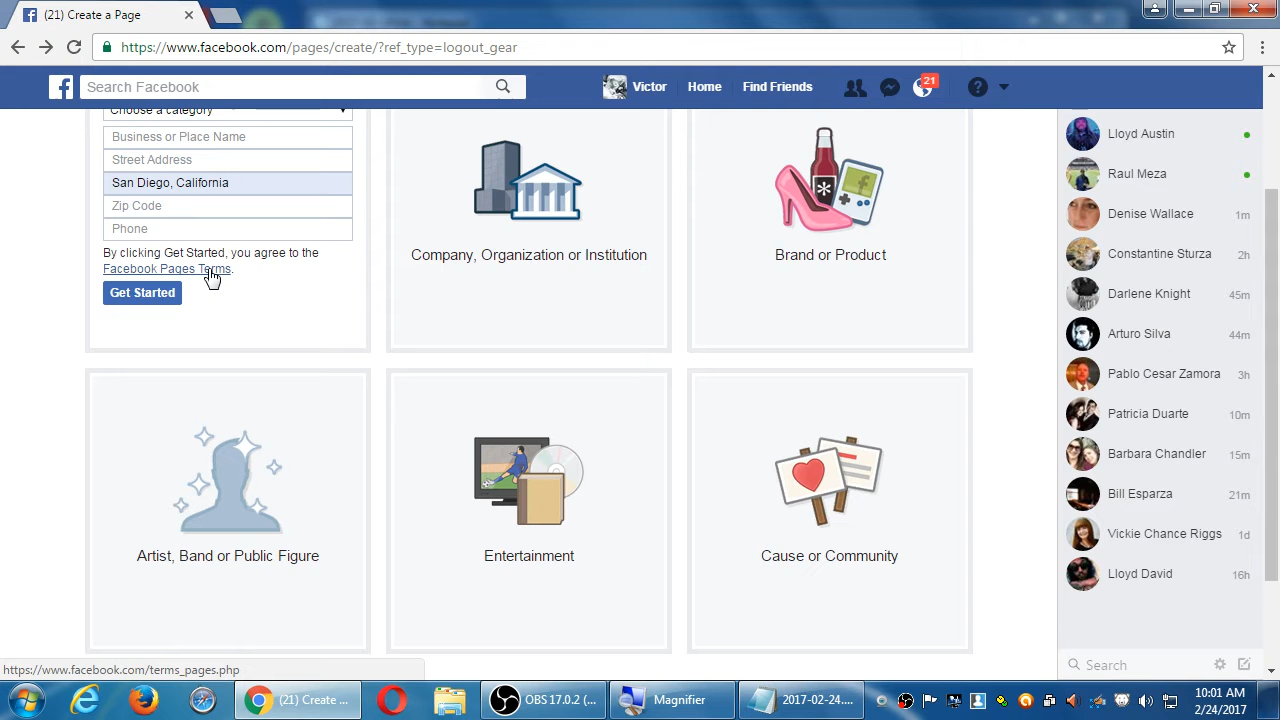 (21) Create a Page
https://www.facebook.com/pages/create/?ref_type=logout_gear
Search Facebook
Victor
Home
Find Friends
21
Choose a category
Business or Place Name
Street Address
San Diego, California
Zip Code
Phone
By clicking Get Started, you agree to the
Facebook Pages Terms.
Get Started
Company, Organization or Institution
Brand or Product
Artist, Band or Public Figure
Entertainment
Cause or Community
Lloyd Austin
Raul Meza
Denise Wallace 1m
Constantine Sturza 2h
Darlene Knight 45m
Arturo Silva 44m
Pablo Cesar Zamora 3h
Patricia Duarte 10m
Barbara Chandler 15m
Bill Esparza 21m
Vickie Chance Riggs 1d
Lloyd David 16h
Search
https://www.facebook.com/terms_pages.php
(21) Create ...
OBS 17.0.2 (...
Magnifier
2017-02-24....
10:01 AM
2/24/2017